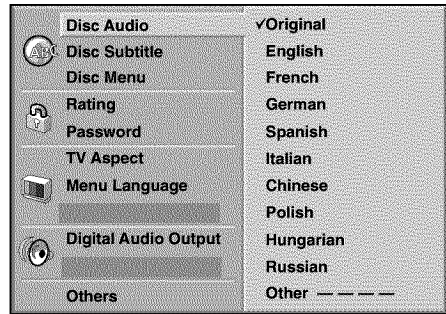 Disc Audio
ABC
Disc Subtitle
Disc Menu
Rating
Password
TV Aspect
Menu Language
Digital Audio Output
Others
✓Original
English
French
German
Spanish
Italian
Chinese
Polish
Hungarian
Russian
Other — — — —